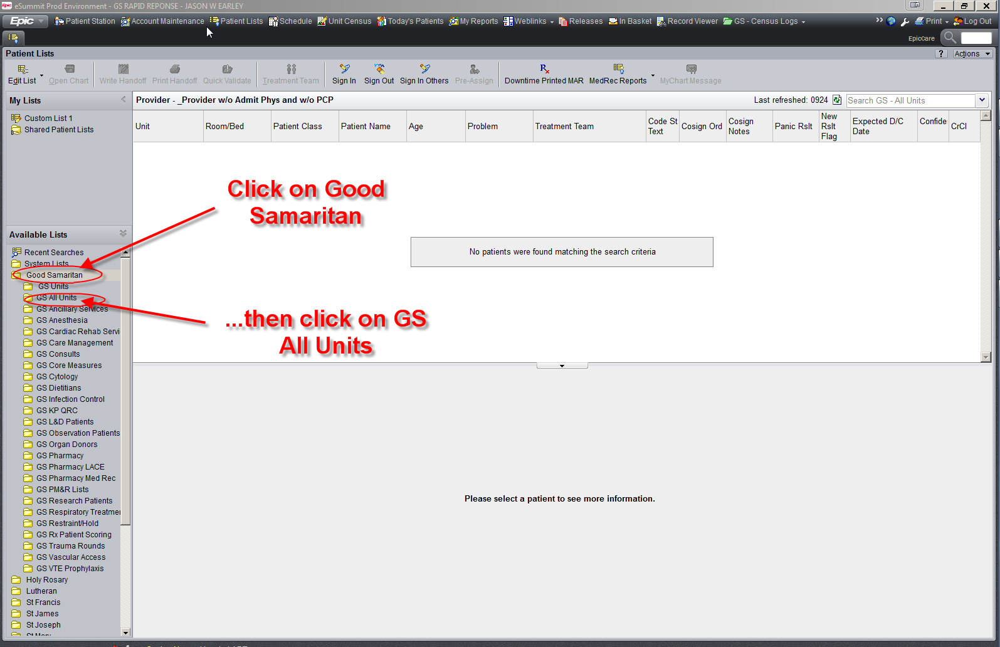 Epic eSummit Prod Environment - GS RAPID REPONSE - JASON W EARLEY
Epic Patient Station Account Maintenance Patient Lists Schedule Unit Census Today's Patients My Reports Weblinks Releases In Basket Record Viewer GS - Census Logs Print Log Out
EpicCare
Patient Lists ? Actions
Edit List Open Chart Write Handoff Print Handoff Quick Validate Treatment Team Sign In Sign Out Sign In Others Pre-Assign Downtime Printed MAR MedRec Reports MyChart Message
My Lists
Custom List 1
Shared Patient Lists
Provider - _Provider w/o Admit Phys and w/o PCP Last refreshed: 0924 Search GS - All Units
Unit
Room/Bed
Patient Class
Patient Name
Age
Problem
Treatment Team
Code St
Text
Cosign Ord
Cosign
Notes
Panic Rslt
New
Rslt
Flag
Expected D/C
Date
Confide
CrCl
Click on Good
Samaritan
No patients were found matching the search criteria
...then click on GS
All Units
Available Lists
Recent Searches
System Lists
Good Samaritan
GS Units
GS All Units
GS Ancillary Services
GS Anesthesia
GS Cardiac Rehab Servi
GS Care Management
GS Consults
GS Core Measures
GS Cytology
GS Dietitians
GS Infection Control
GS KP QRC
GS L&D Patients
GS Observation Patients
GS Organ Donors
GS Pharmacy
GS Pharmacy LACE
GS Pharmacy Med Rec
GS PM&R Lists
GS Research Patients
GS Respiratory Treatme
GS Restraint/Hold
GS Rx Patient Scoring
GS Trauma Rounds
GS Vascular Access
GS VTE Prophylaxis
Holy Rosary
Lutheran
St Francis
St James
St Joseph
Please select a patient to see more information.